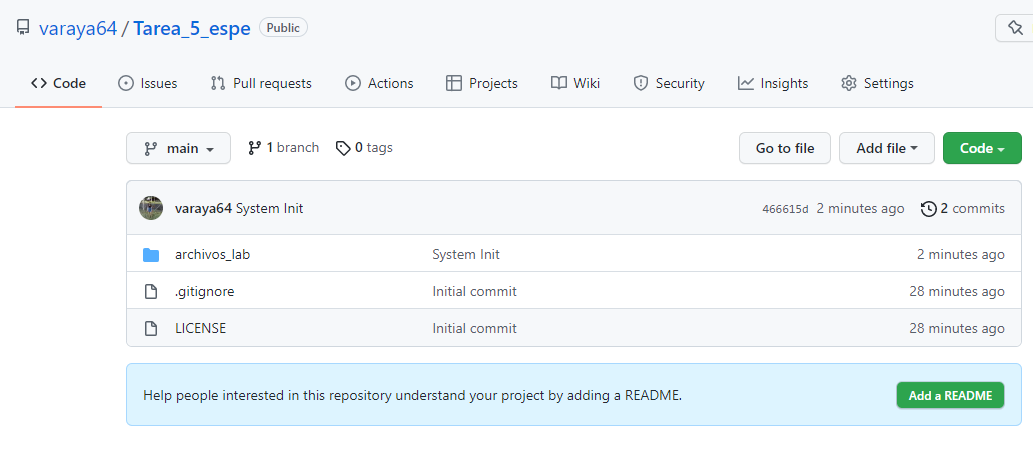 varaya64 / Tarea_5_espe Public
Code Issues Pull requests Actions Projects Wiki Security Insights Settings
main 1 branch 0 tags Go to file Add file Code
varaya64 System Init 466615d 2 minutes ago 2 commits
archivos_lab System Init 2 minutes ago
.gitignore Initial commit 28 minutes ago
LICENSE Initial commit 28 minutes ago
Help people interested in this repository understand your project by adding a README. Add a README